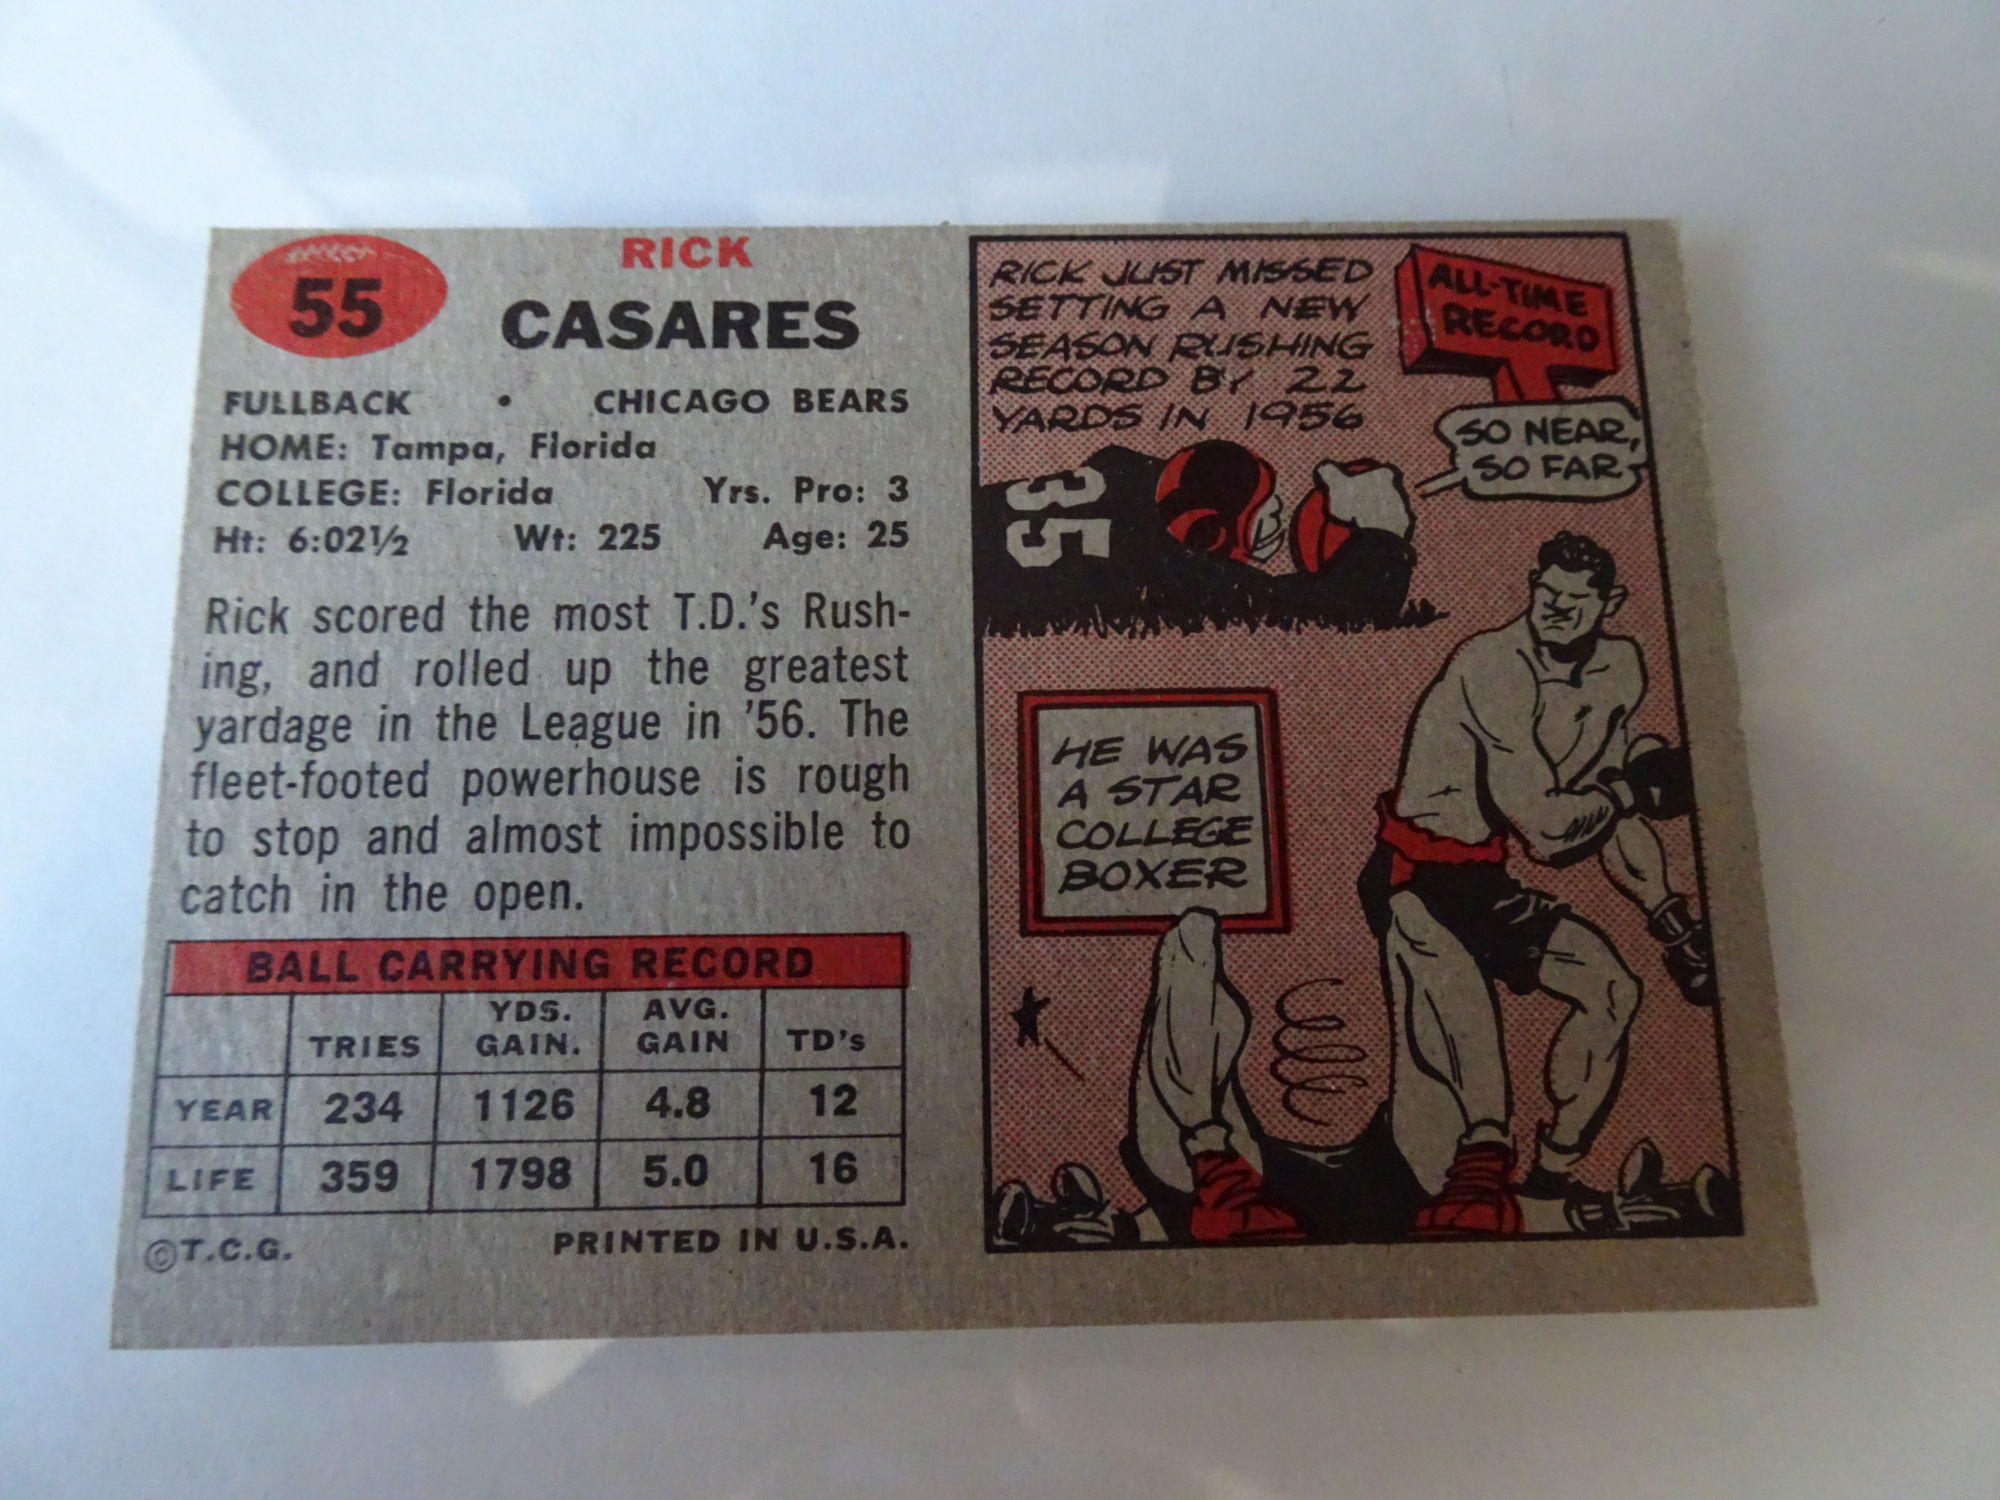 55
RICK
CASARES
FULLBACK • CHICAGO BEARS
HOME: Tampa, Florida
COLLEGE: Florida Yrs. Pro: 3
Ht: 6:02½ Wt: 225 Age: 25
Rick scored the most T.D.'s Rush-
ing, and rolled up the greatest
yardage in the League in '56. The
fleet-footed powerhouse is rough
to stop and almost impossible to
catch in the open.
BALL CARRYING RECORD
TRIES YDS. GAIN. AVG. GAIN TD's
YEAR 234 1126 4.8 12
LIFE 359 1798 5.0 16
©T.C.G. PRINTED IN U.S.A.
RICK JUST MISSED
SETTING A NEW
SEASON RUSHING
RECORD BY 22
YARDS IN 1956
ALL-TIME
RECORD
SO NEAR,
SO FAR
35
HE WAS
A STAR
COLLEGE
BOXER